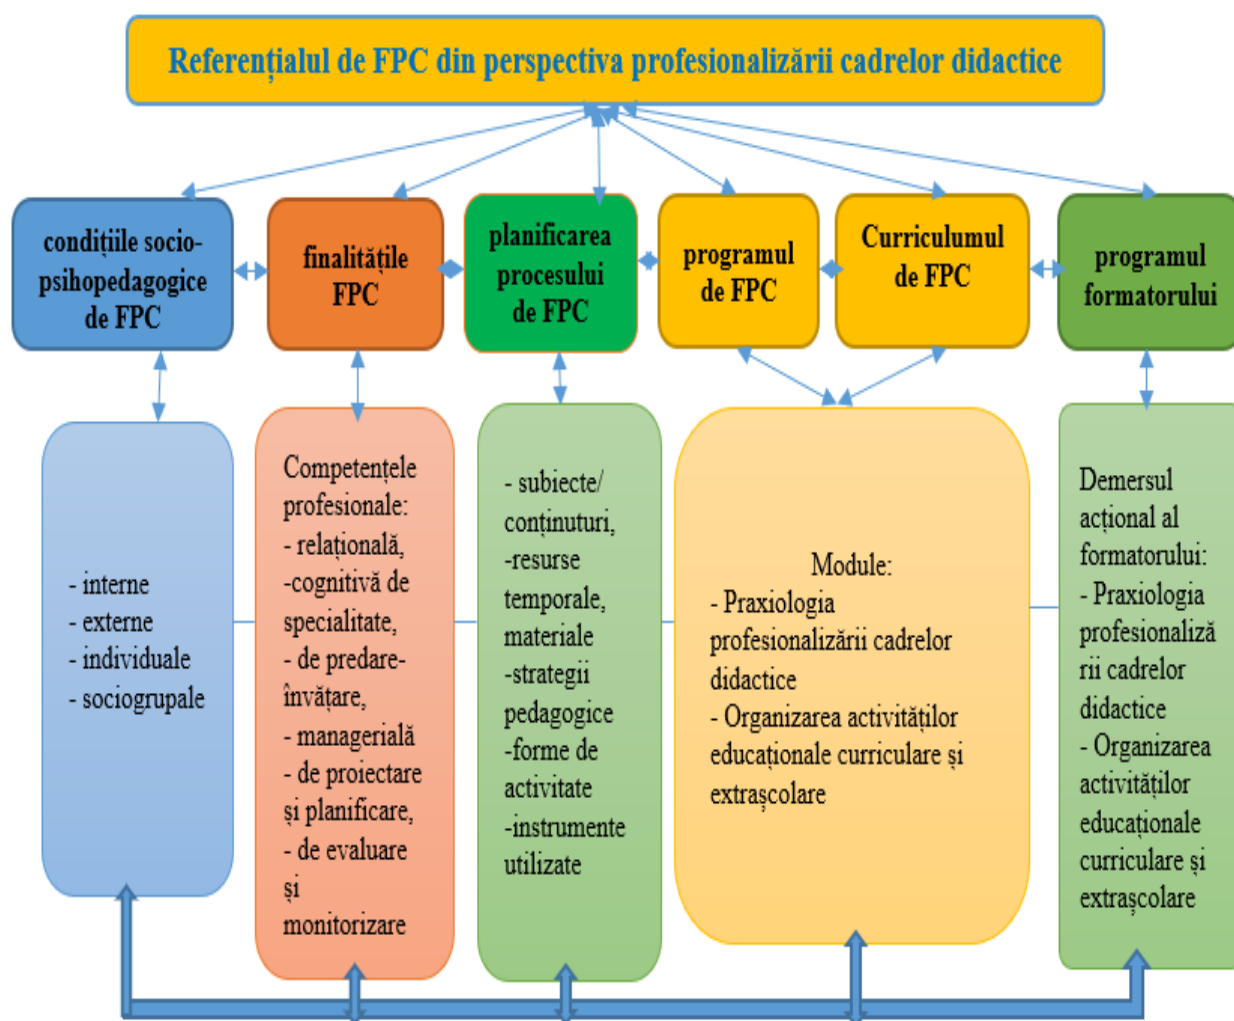 Referențialul de FPC din perspectiva profesionalizării cadrelor didactice
condițiile socio-
psihopedagogice
de FPC
finalitățile
FPC
planificarea
procesului
de FPC
programul
de FPC
Curriculumul
de FPC
programul
formatorului
- interne
- externe
- individuale
- sociogrupale
Competențele
profesionale:
- relațională,
-cognitivă de
specialitate,
- de predare-
învățare,
- managerială
- de proiectare
și planificare,
- de evaluare
și
monitorizare
- subiecte/
conținuturi,
-resurse
temporale,
materiale
-strategii
pedagogice
-forme de
activitate
-instrumente
utilizate
Module:
- Praxiologia
profesionalizării cadrelor
didactice
- Organizarea activităților
educaționale curriculare și
extrașcolare
Demersul
acțional al
formatorului:
- Praxiologia
profesionaliză
rii cadrelor
didactice
- Organizarea
activităților
educaționale
curriculare și
extrașcolare